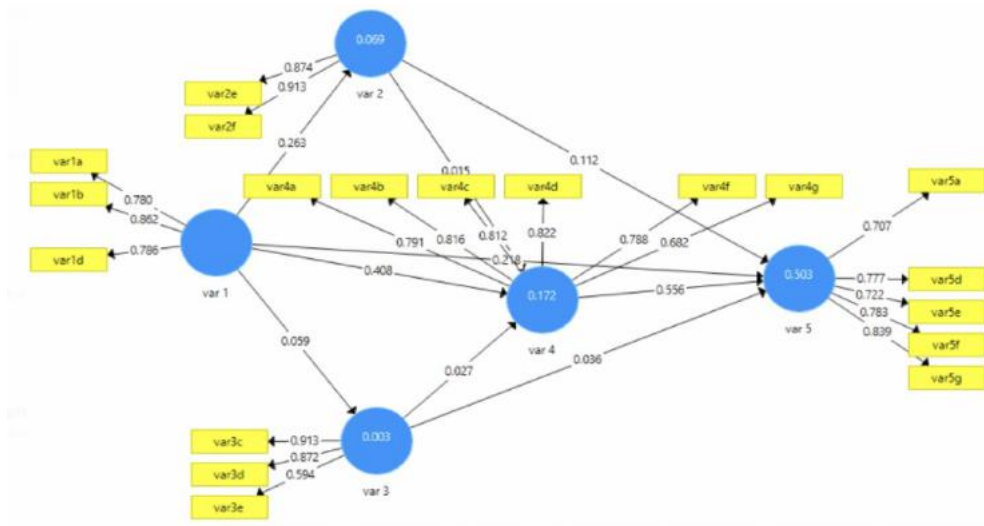 0.069
0.874
var2e
0.913
var 2
var2f
0.263
0.112
var1a
0.015
var4a
var4b
var4c
var4d
var4f
var4g
var5a
var1b
0.780
0.862
0.707
0.791
0.816
0.812
0.822
0.788
0.682
var1d
0.786
0.218
0.408
0.503
0.777
var5d
var 1
0.172
0.556
0.722
var5e
0.783
var 5
0.839
var5f
0.059
var 4
0.036
0.027
var5g
0.003
var3c
0.913
0.872
var3d
0.594
var 3
var3e